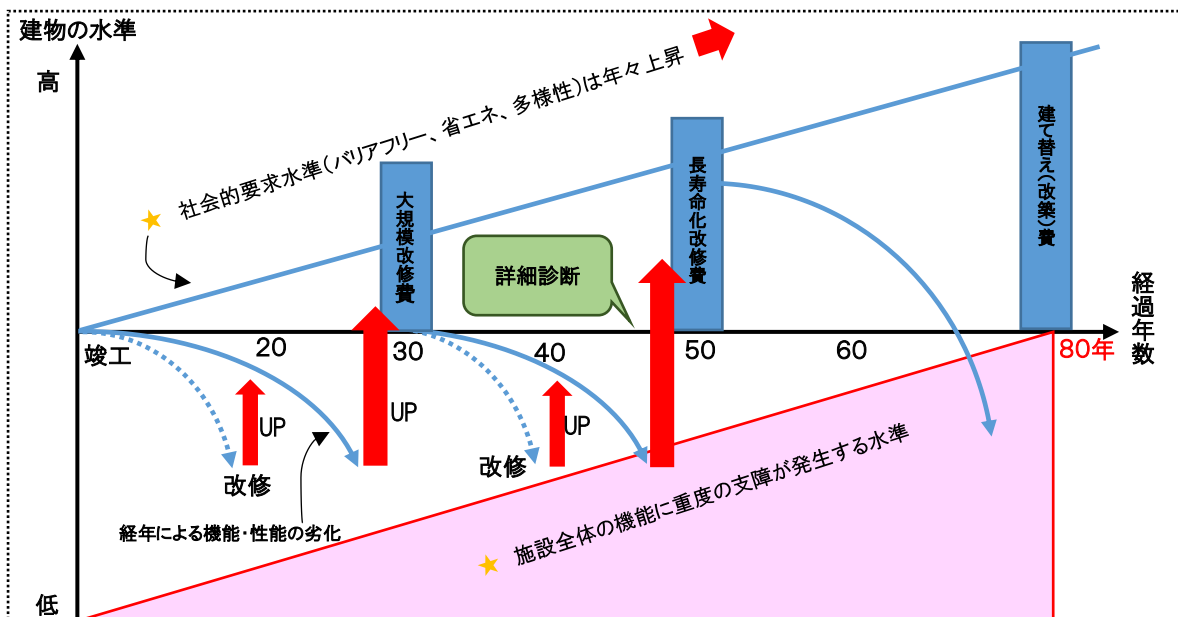 建物の水準
高
社会的要求水準(バリアフリー、省エネ、多様性)は年々上昇
大規模改修費
長寿命化改修費
建て替え(改築)費
詳細診断
経過年数
竣工
20
30
40
50
60
80年
UP
UP
UP
改修
改修
経年による機能・性能の劣化
施設全体の機能に重度の支障が発生する水準
低